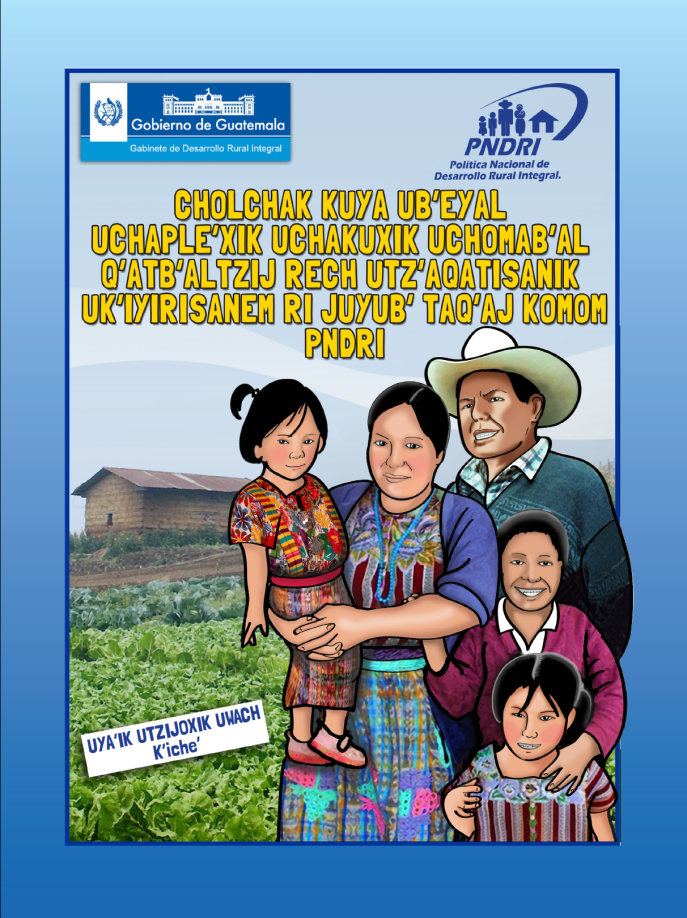 Gobierno de Guatemala
Gabinete de Desarrollo Rural Integral
PNDRI
Política Nacional de
Desarrollo Rural Integral.
CHOLCHAK KUYA UB'EYAL
UCHAPLE'XIK UCHAKUXIK UCHOMAB'AL
Q'ATB'ALTZIJ RECH UTZ'AQATISANIK
UK'IYIRISANEM RI JUYUB' TAQ'AJ KOMOM
PNDRI
UYA'IK UTZIJOXIK UWACH
K'iche'